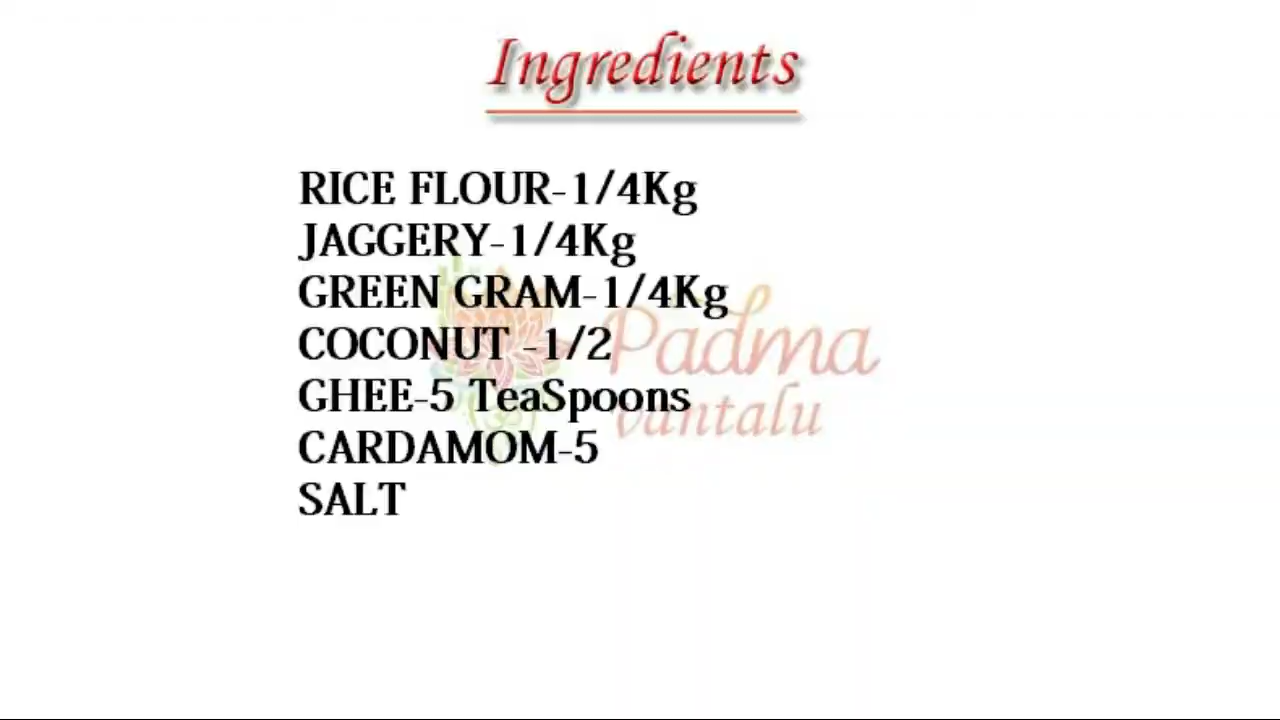 Ingredients
RICE FLOUR-1/4Kg
JAGGERY-1/4Kg
GREEN GRAM-1/4Kg
COCONUT -1/2
GHEE-5 TeaSpoons
CARDAMOM-5
SALT
Padma
vantalu